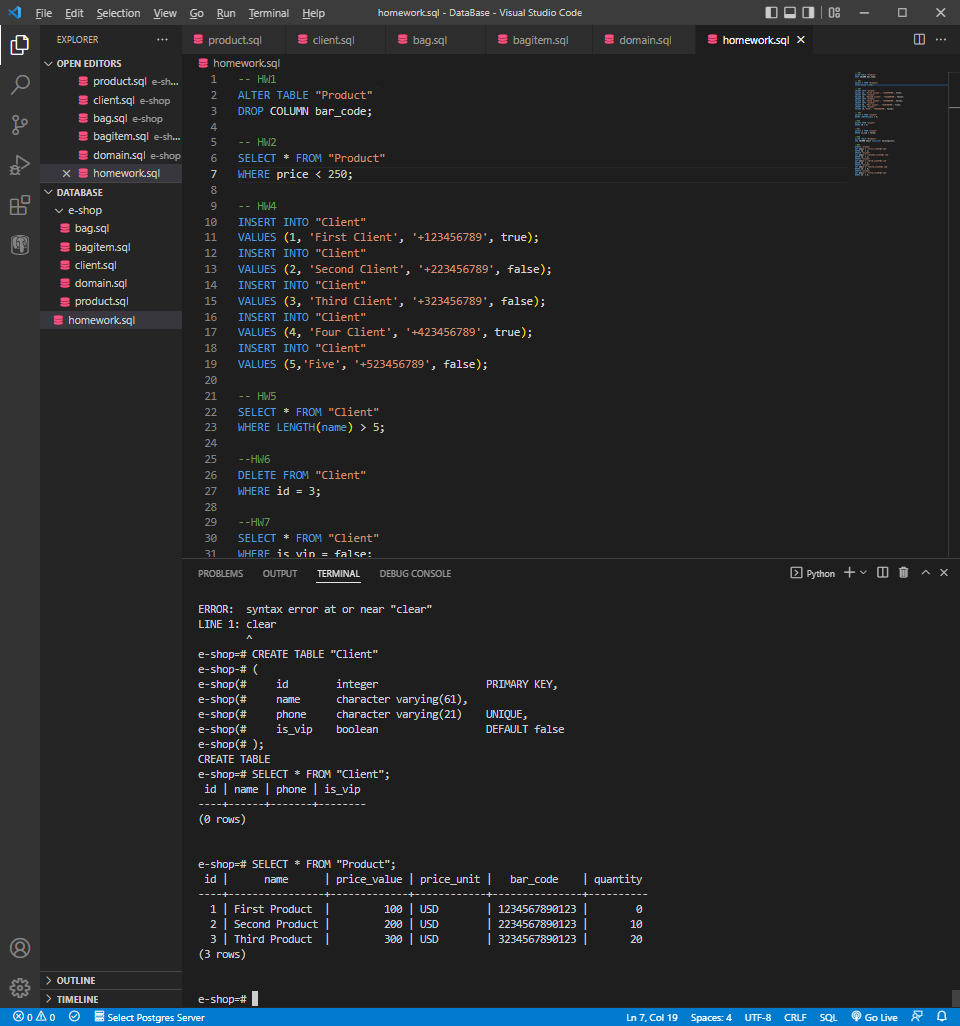 File Edit Selection View Go Run Terminal Help homework.sql - DataBase - Visual Studio Code
EXPLORER
OPEN EDITORS
product.sql e-sh...
client.sql e-shop
bag.sql e-shop
bagitem.sql e-sh...
domain.sql e-shop
homework.sql
DATABASE
e-shop
bag.sql
bagitem.sql
client.sql
domain.sql
product.sql
homework.sql
OUTLINE
TIMELINE
product.sql client.sql bag.sql bagitem.sql domain.sql homework.sql
homework.sql
1 -- HW1
2 ALTER TABLE "Product"
3 DROP COLUMN bar_code;
4
5 -- HW2
6 SELECT * FROM "Product"
7 WHERE price < 250;
8
9 -- HW4
10 INSERT INTO "Client"
11 VALUES (1, 'First Client', '+123456789', true);
12 INSERT INTO "Client"
13 VALUES (2, 'Second Client', '+223456789', false);
14 INSERT INTO "Client"
15 VALUES (3, 'Third Client', '+323456789', false);
16 INSERT INTO "Client"
17 VALUES (4, 'Four Client', '+423456789', true);
18 INSERT INTO "Client"
19 VALUES (5,'Five', '+523456789', false);
20
21 -- HW5
22 SELECT * FROM "Client"
23 WHERE LENGTH(name) > 5;
24
25 --HW6
26 DELETE FROM "Client"
27 WHERE id = 3;
28
29 --HW7
30 SELECT * FROM "Client"
31 WHERE is_vip = false;
PROBLEMS OUTPUT TERMINAL DEBUG CONSOLE Python
ERROR:  syntax error at or near "clear"
LINE 1: clear
        ^
e-shop=# CREATE TABLE "Client"
e-shop-# (
e-shop(#     id        integer                  PRIMARY KEY,
e-shop(#     name      character varying(61),
e-shop(#     phone     character varying(21)    UNIQUE,
e-shop(#     is_vip    boolean                  DEFAULT false
e-shop(# );
CREATE TABLE
e-shop=# SELECT * FROM "Client";
 id | name | phone | is_vip
----+------+-------+--------
(0 rows)
e-shop=# SELECT * FROM "Product";
 id |      name      | price_value | price_unit |   bar_code    | quantity
----+----------------+-------------+------------+---------------+----------
  1 | First Product  |         100 | USD        | 1234567890123 |        0
  2 | Second Product |         200 | USD        | 2234567890123 |       10
  3 | Third Product  |         300 | USD        | 3234567890123 |       20
(3 rows)
e-shop=#
0 0 Select Postgres Server Ln 7, Col 19 Spaces: 4 UTF-8 CRLF SQL Go Live